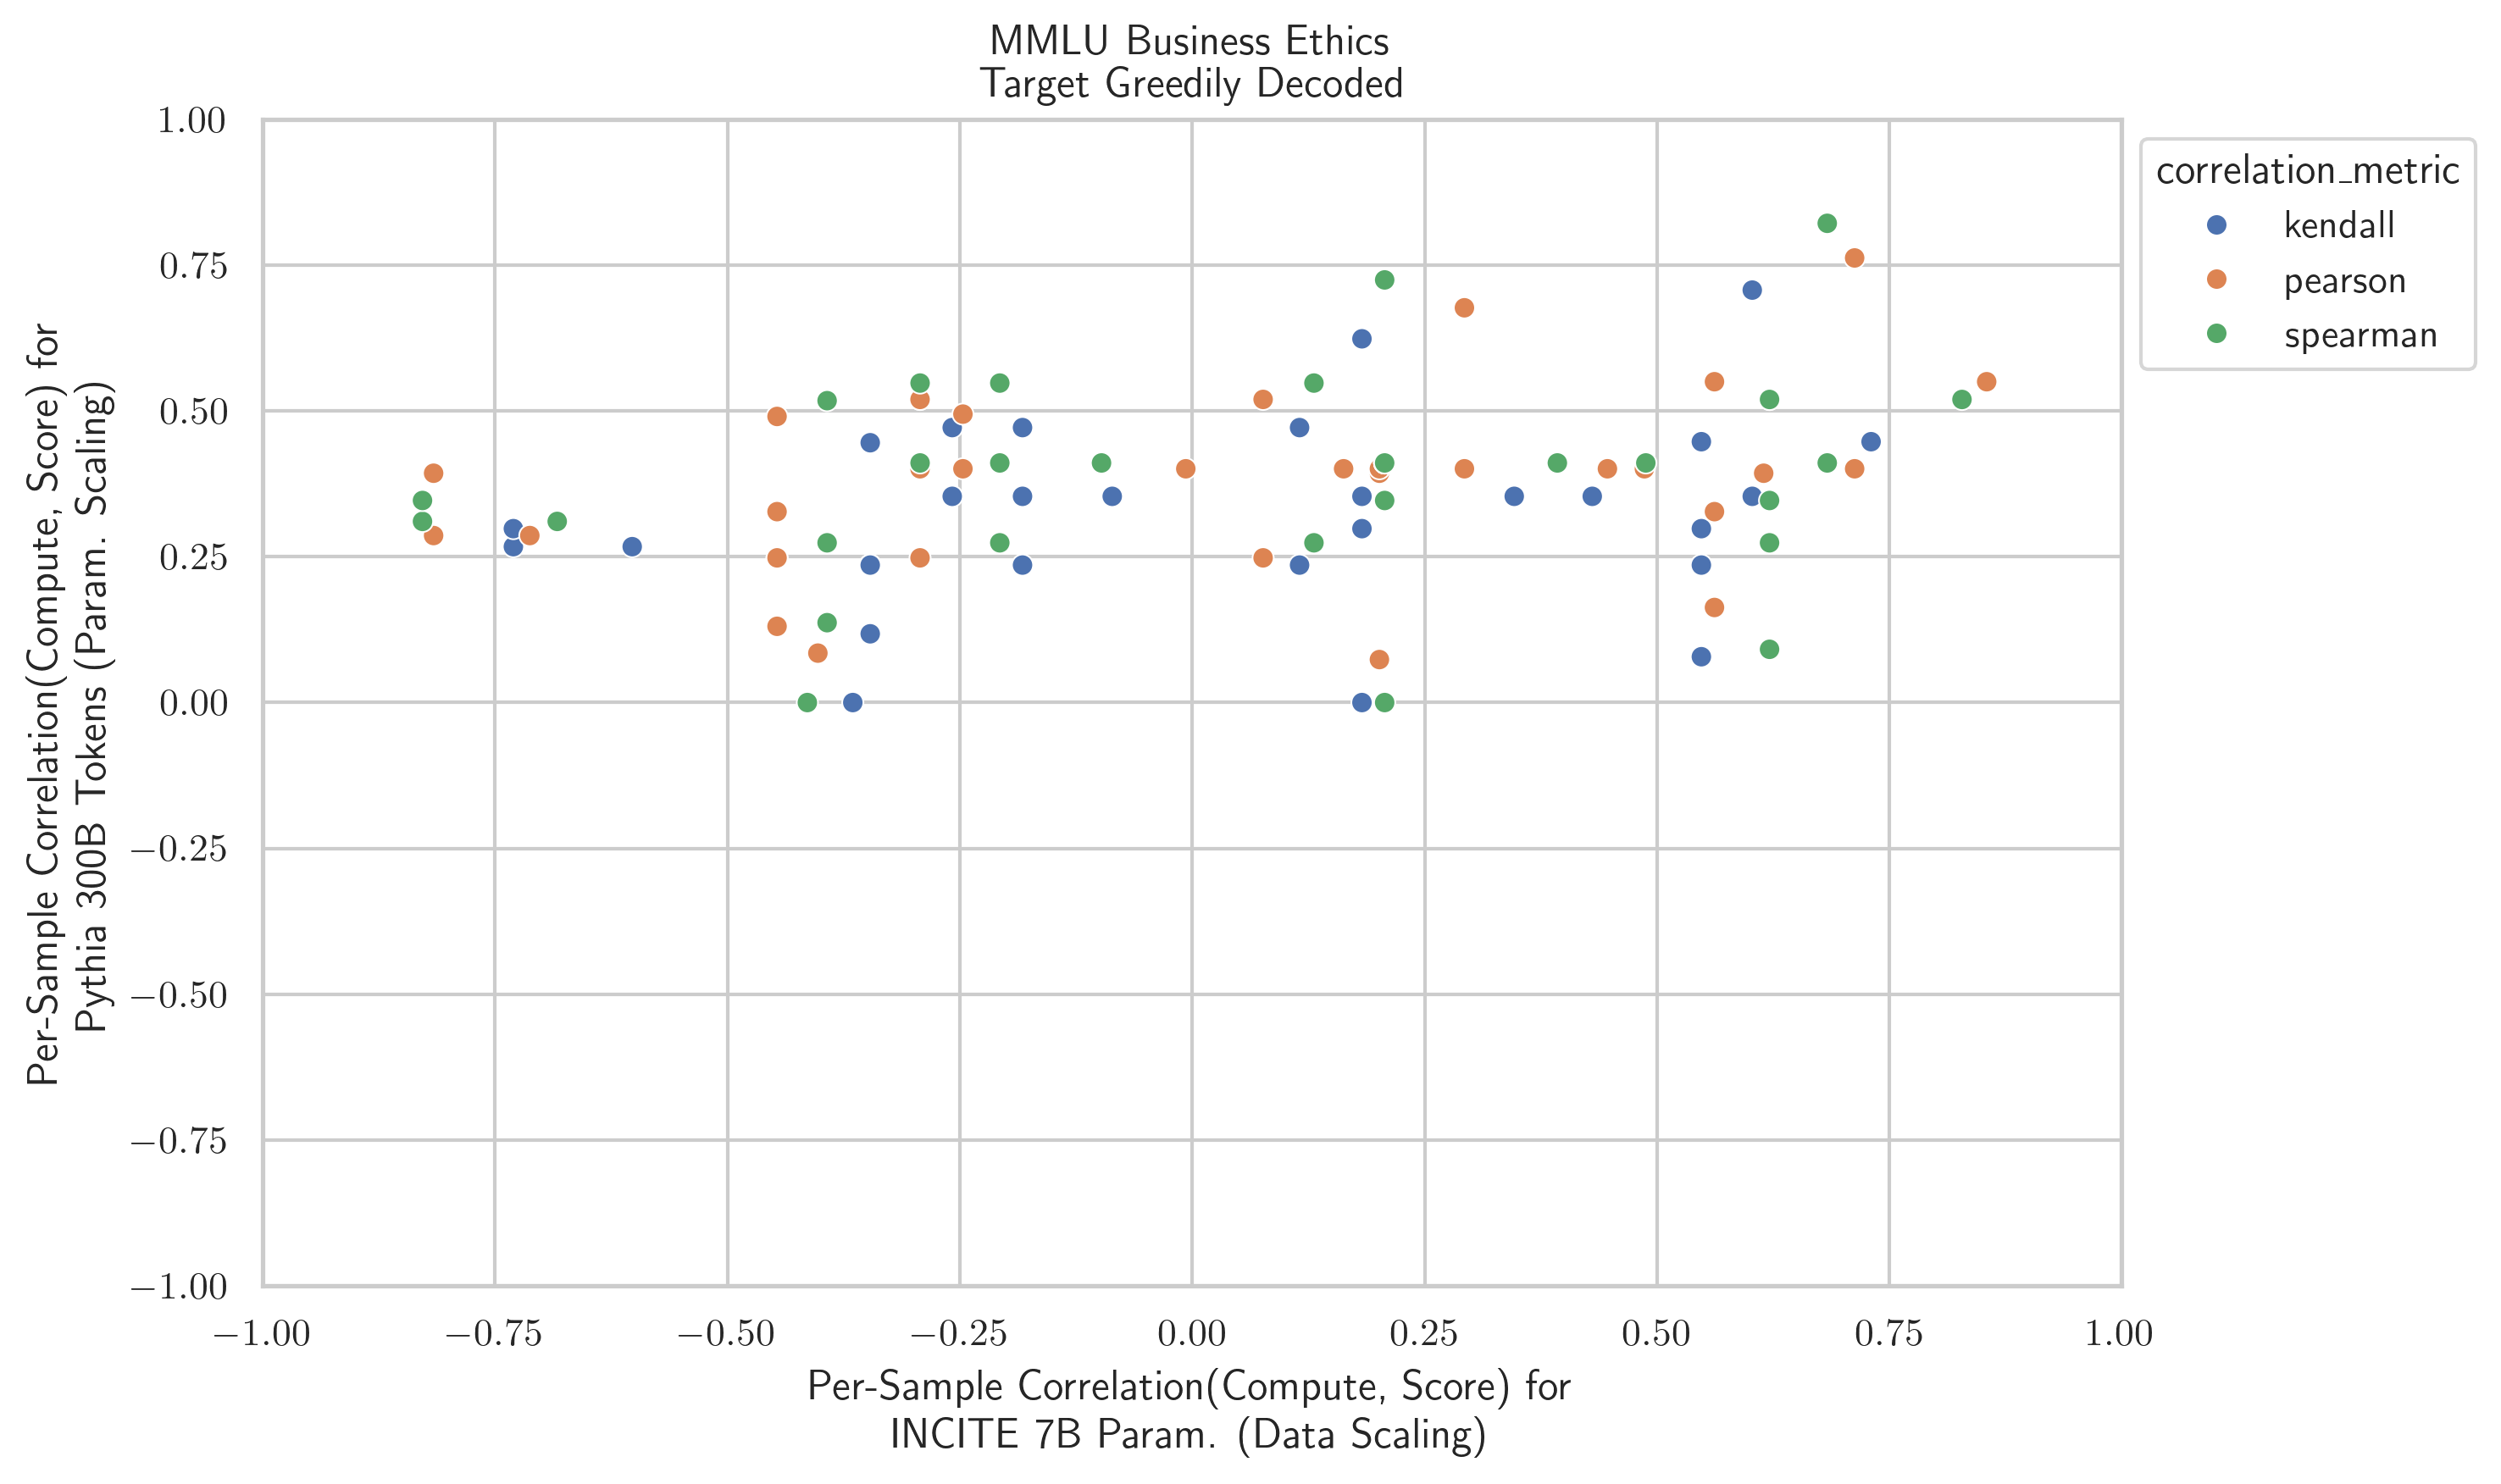 MMLU Business Ethics
Target Greedily Decoded
Per-Sample Correlation(Compute, Score) for
Pythia 300B Tokens (Param. Scaling)
1.00
0.75
0.50
0.25
0.00
−0.25
−0.50
−0.75
−1.00
−1.00 −0.75 −0.50 −0.25 0.00 0.25 0.50 0.75 1.00
Per-Sample Correlation(Compute, Score) for
INCITE 7B Param. (Data Scaling)
correlation_metric
kendall
pearson
spearman